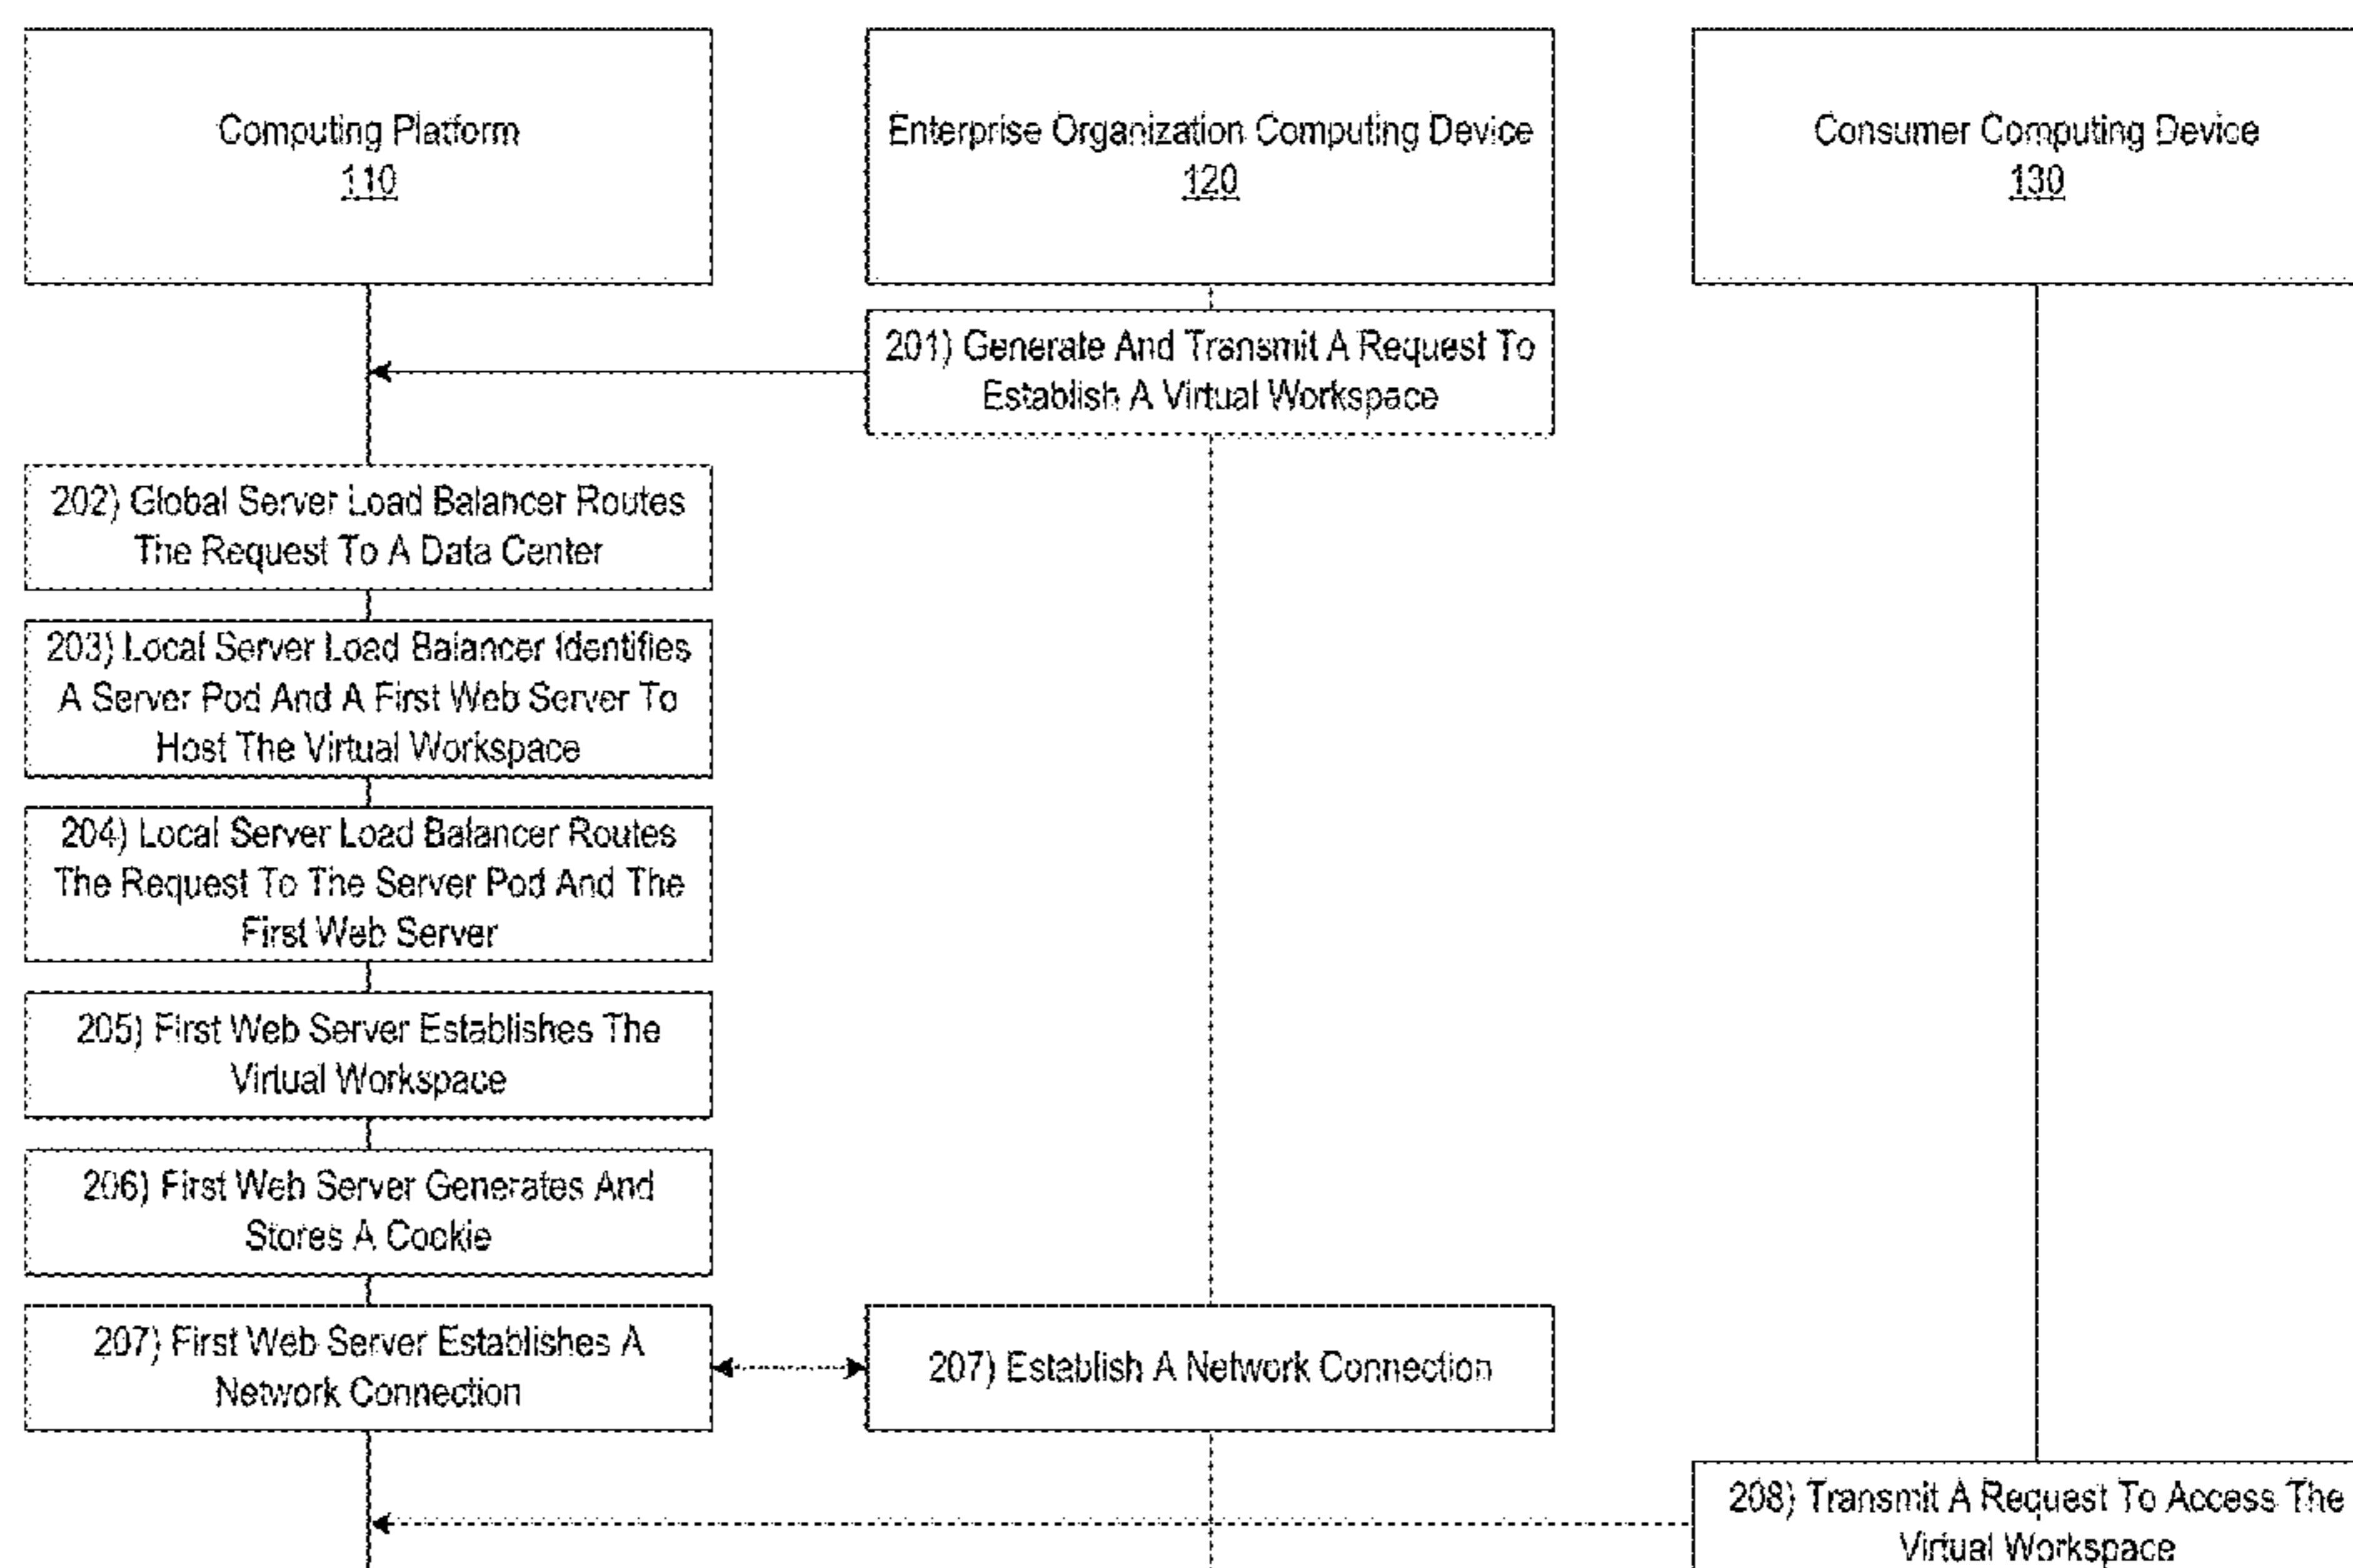 Computing Platform
110
Enterprise Organization Computing Device
120
Consumer Computing Device
130
201) Generate And Transmit A Request To
Establish A Virtual Workspace
202) Global Server Load Balancer Routes
The Request To A Data Center
203) Local Server Load Balancer Identifies
A Server Pod And A First Web Server To
Host The Virtual Workspace
204) Local Server Load Balancer Routes
The Request To The Server Pod And The
First Web Server
205) First Web Server Establishes The
Virtual Workspace
206) First Web Server Generates And
Stores A Cookie
207) First Web Server Establishes A
Network Connection
207) Establish A Network Connection
208) Transmit A Request To Access The
Virtual Workspace